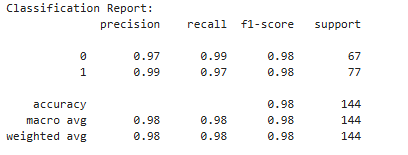 Classification Report:
precision recall f1-score support
0 0.97 0.99 0.98 67
1 0.99 0.97 0.98 77
accuracy 0.98 144
macro avg 0.98 0.98 0.98 144
weighted avg 0.98 0.98 0.98 144